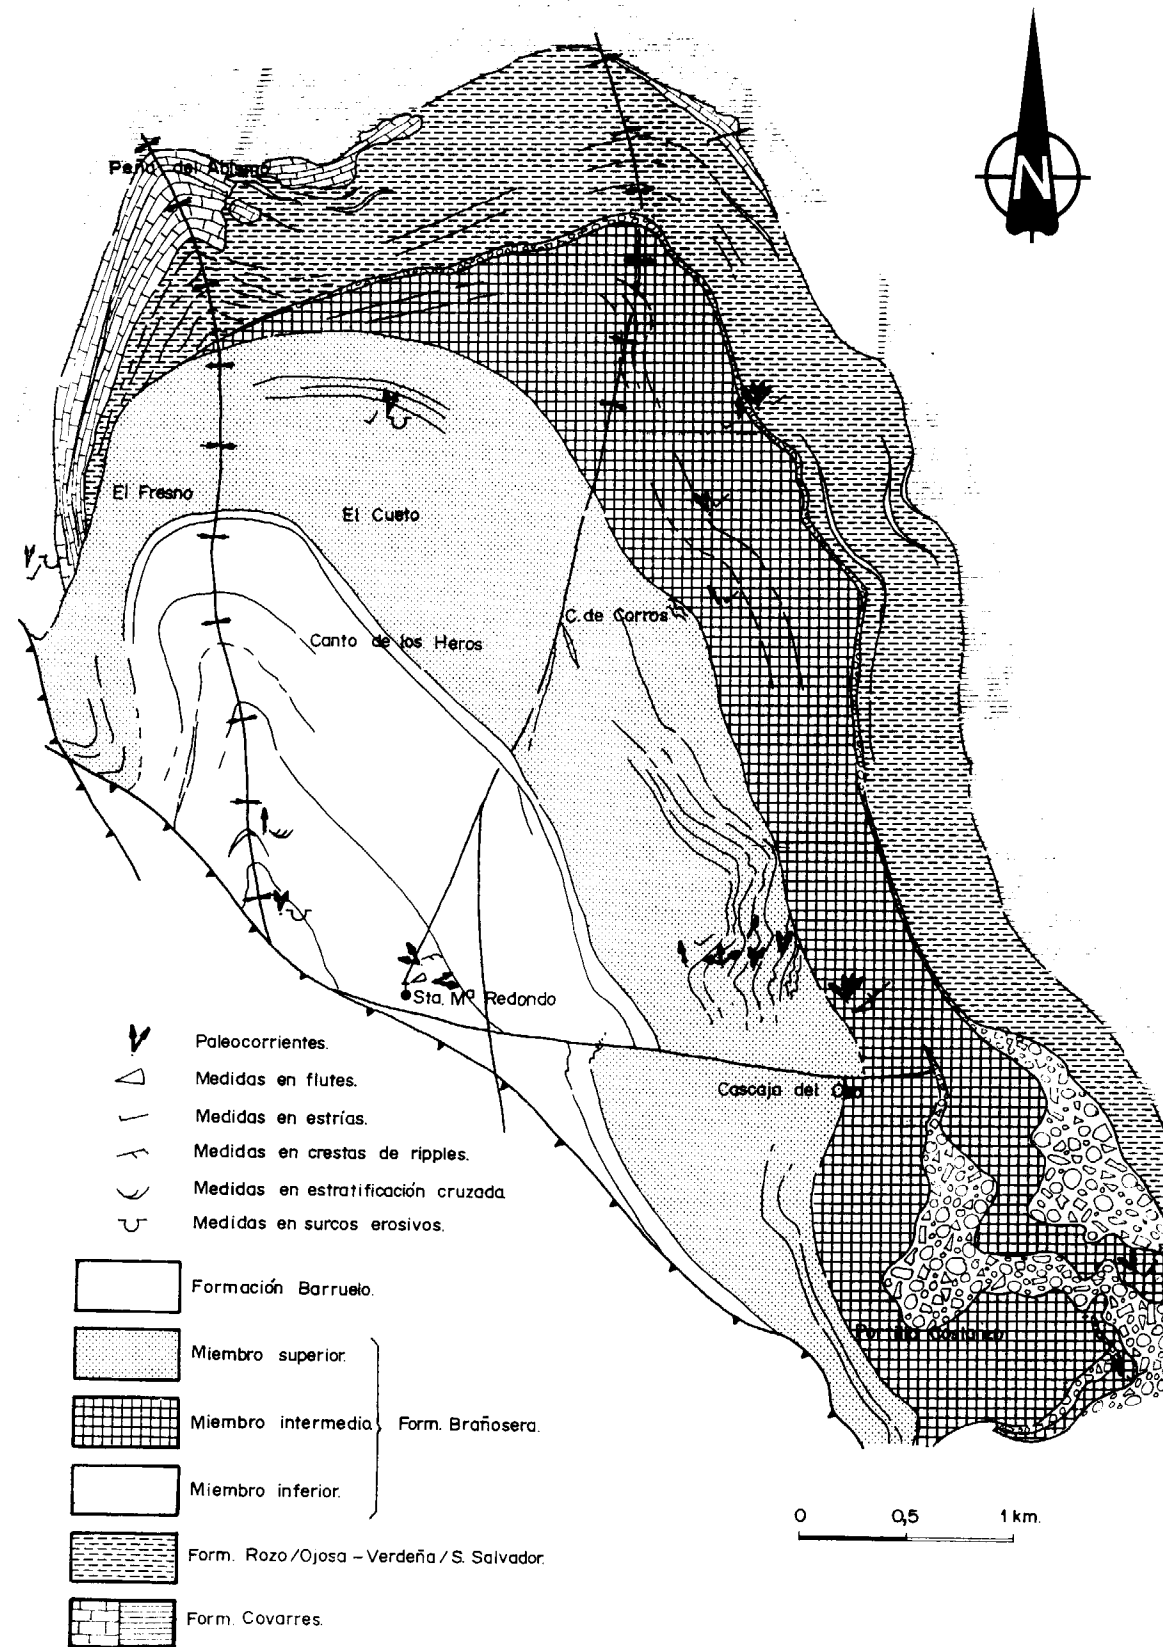 N
Peña del Abismo
El Fresno
El Cueto
C. de Corros
Canto de los Heros
Sta. Mª Redondo
Cascajo del Oso
Paleocorrientes.
Medidas en flutes.
Medidas en estrías.
Medidas en crestas de ripples.
Medidas en estratificación cruzada
Medidas en surcos erosivos.
Formación Barruelo.
Miembro superior.
Miembro intermedio. Form. Brañosera.
Miembro inferior.
Form. Rozo/Ojosa - Verdeña / S. Salvador.
Form. Covarres.
0 0,5 1 km.